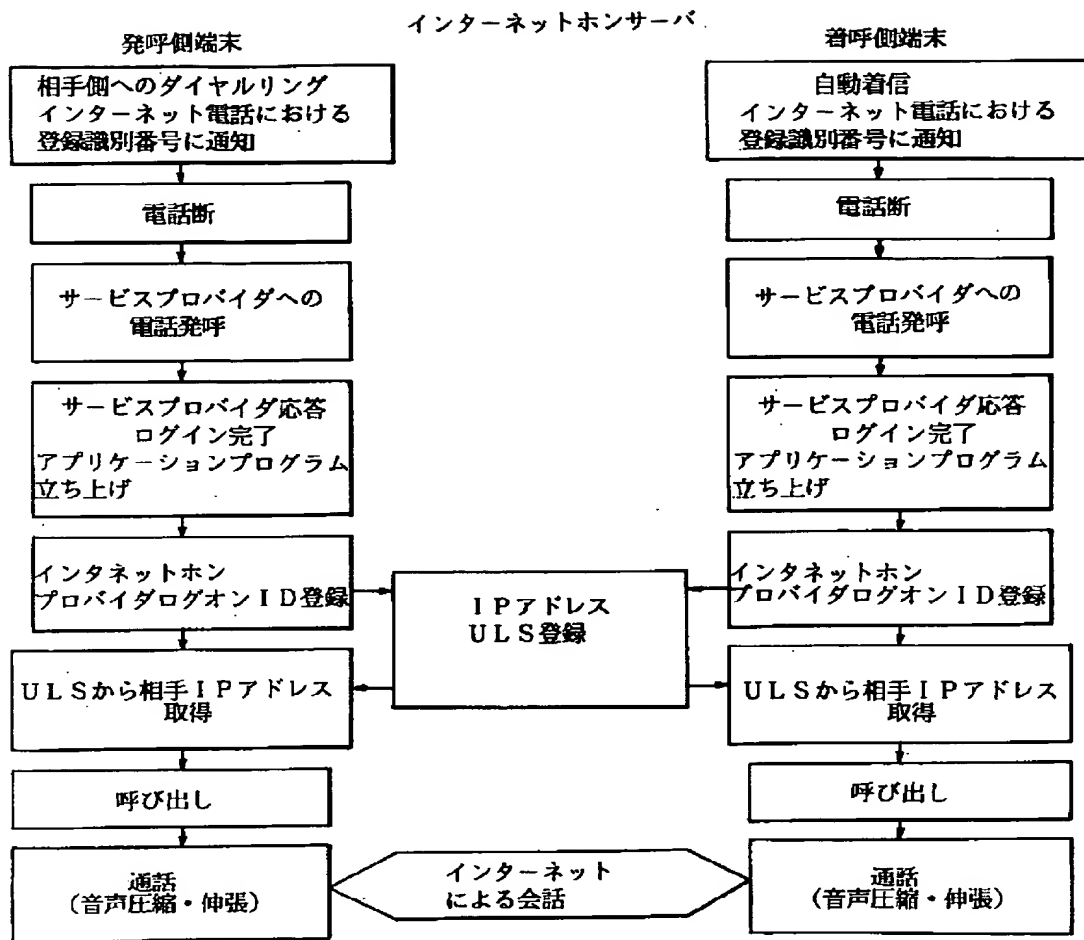 インターネットホンサーバ
発呼側端末
相手側へのダイヤルリング
インターネット電話における
登録識別番号に通知
電話断
サービスプロバイダへの
電話発呼
サービスプロバイダ応答
ログイン完了
アプリケーションプログラム
立ち上げ
インタネットホン
プロバイダログオンＩＤ登録
ＵＬＳから相手ＩＰアドレス
取得
呼び出し
通話
（音声圧縮・伸張）
ＩＰアドレス
ＵＬＳ登録
インターネット
による会話
着呼側端末
自動着信
インターネット電話における
登録識別番号に通知
電話断
サービスプロバイダへの
電話発呼
サービスプロバイダ応答
ログイン完了
アプリケーションプログラム
立ち上げ
インタネットホン
プロバイダログオンＩＤ登録
ＵＬＳから相手ＩＰアドレス
取得
呼び出し
通話
（音声圧縮・伸張）